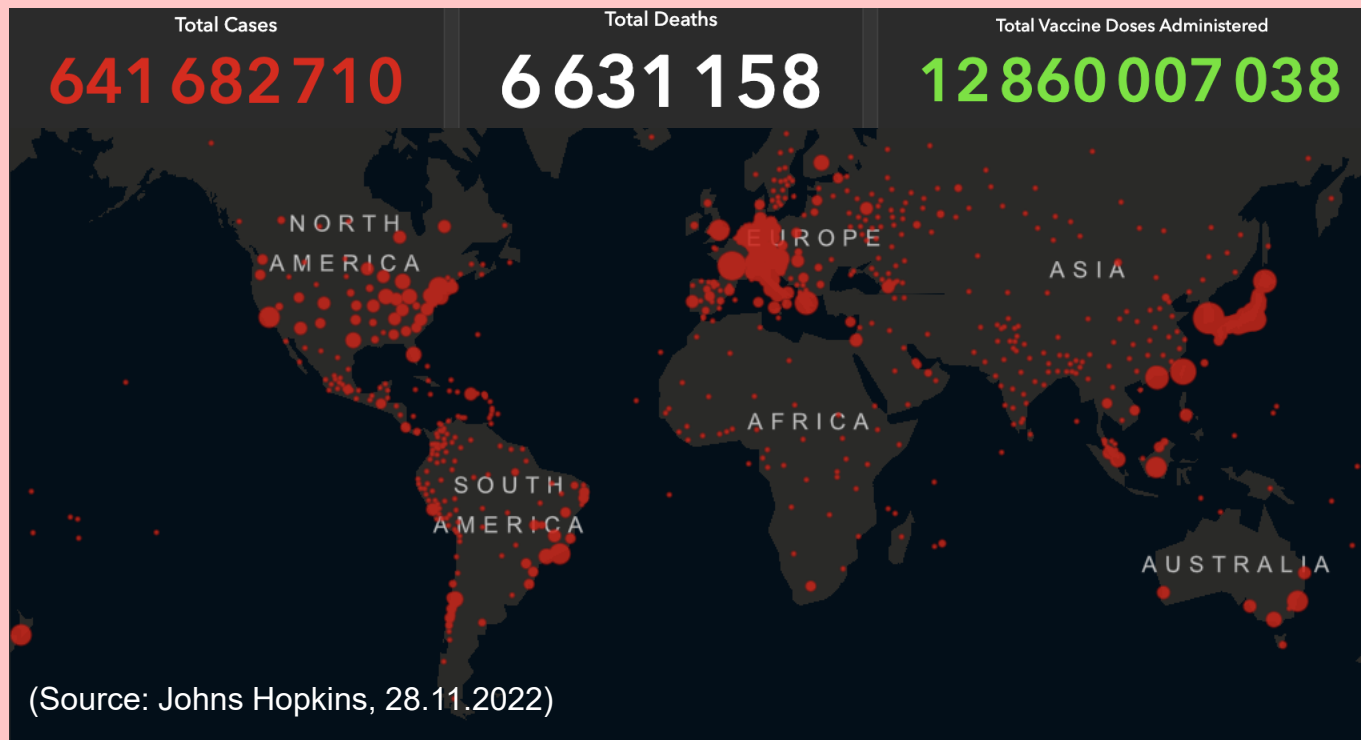 Total Cases
641 682 710
Total Deaths
6 631 158
Total Vaccine Doses Administered
12 860 007 038
NORTH
AMERICA
EUROPE
ASIA
AFRICA
SOUTH
AMERICA
AUSTRALIA
(Source: Johns Hopkins, 28.11.2022)